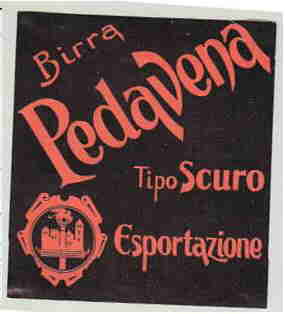 Birra
Pedavena
Tipo Scuro
Esportazione